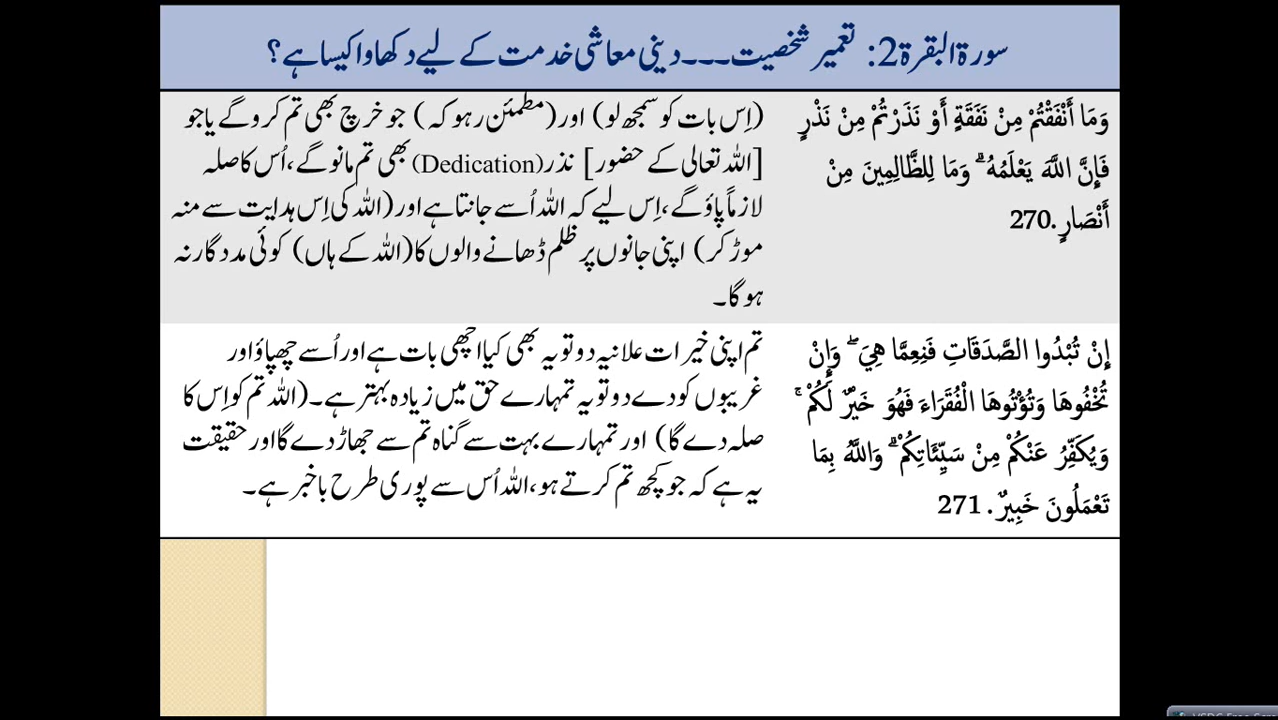 سورۃ البقرۃ 2: تعمیر شخصیت۔۔۔دینی معاشی خدمت کے لیے دکھاوا کیسا ہے؟
وَمَا أَنْفَقْتُمْ مِنْ نَفَقَةٍ أَوْ نَذَرْتُمْ مِنْ نَذْرٍ
فَإِنَّ اللَّهَ يَعْلَمُهُ ۗ وَمَا لِلظَّالِمِينَ مِنْ
أَنْصَارٍ.270
(اِس بات کو سمجھ لو) اور (مطمئن رہو کہ) جو خرچ بھی تم کرو گے یا جو
[اللہ تعالی کے حضور] نذر(Dedication) بھی تم مانو گے، اُس کا صلہ
لازماً پاؤ گے، اِس لیے کہ اللہ اُسے جانتا ہے اور (اللہ کی اِس ہدایت سے منہ
موڑ کر) اپنی جانوں پر ظلم ڈھانے والوں کا (اللہ کے ہاں) کوئی مددگار نہ
ہو گا۔
إِنْ تُبْدُوا الصَّدَقَاتِ فَنِعِمَّا هِيَ ۖ وَإِنْ
تُخْفُوهَا وَتُؤْتُوهَا الْفُقَرَاءَ فَهُوَ خَيْرٌ لَكُمْ ۚ
وَيُكَفِّرُ عَنْكُمْ مِنْ سَيِّئَاتِكُمْ ۗ وَاللَّهُ بِمَا
تَعْمَلُونَ خَبِيرٌ. 271
تم اپنی خیرات علانیہ دو تو یہ بھی کیا اچھی بات ہے اور اُسے چھپاؤ اور
غریبوں کو دے دو تو یہ تمہارے حق میں زیادہ بہتر ہے۔ (اللہ تم کو اِس کا
صلہ دے گا) اور تمہارے بہت سے گناہ تم سے جھاڑ دے گا اور حقیقت
یہ ہے کہ جو کچھ تم کرتے ہو، اللہ اُس سے پوری طرح باخبر ہے۔